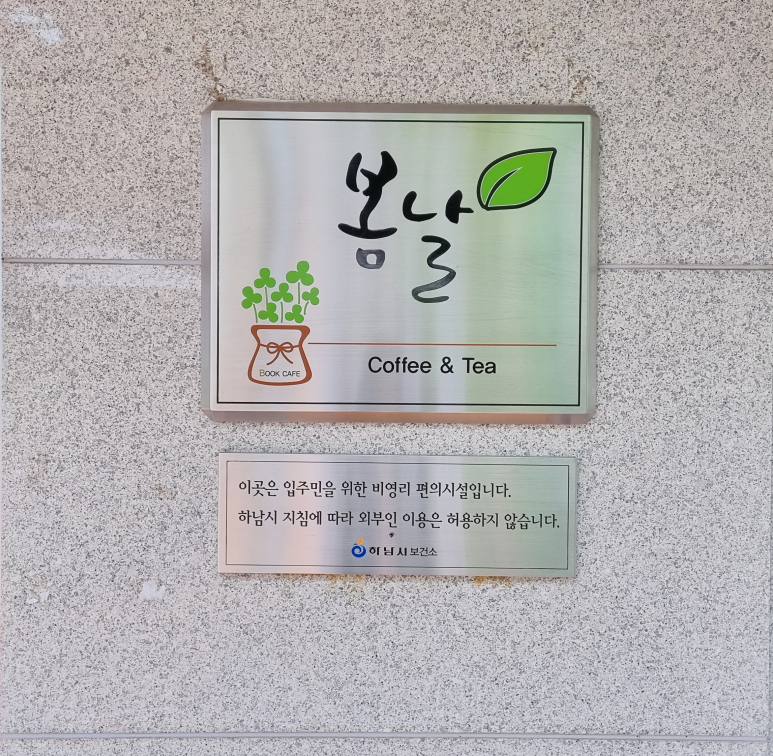 봄날
BOOK CAFE
Coffee & Tea
이곳은 입주민을 위한 비영리 편의시설입니다.
하남시 지침에 따라 외부인 이용은 허용하지 않습니다.
하남시보건소